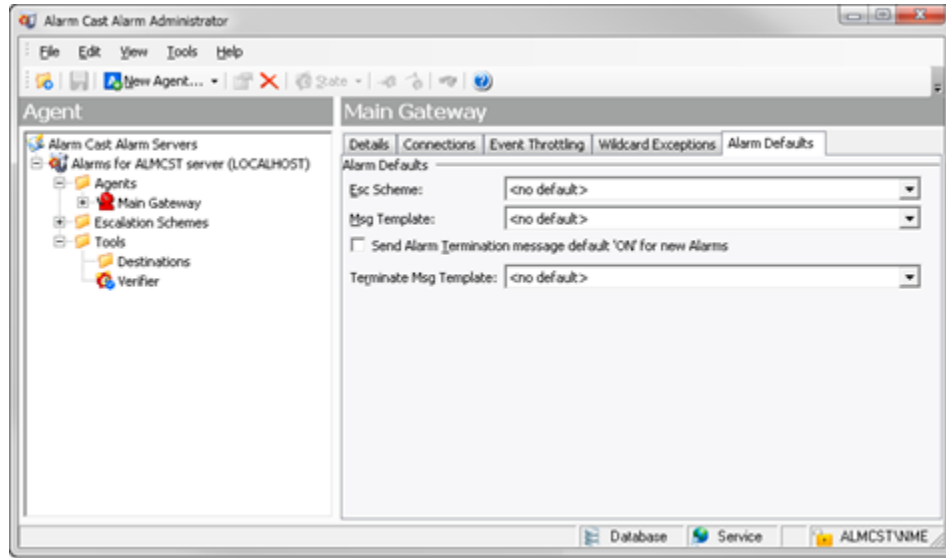 Alarm Cast Alarm Administrator
File Edit View Tools Help
New Agent... State
Agent
Main Gateway
Alarm Cast Alarm Servers
Alarms for ALMCST server (LOCALHOST)
Agents
Main Gateway
Escalation Schemes
Tools
Destinations
Verifier
Details Connections Event Throttling Wildcard Exceptions Alarm Defaults
Alarm Defaults
Esc Scheme: <no default>
Msg Template: <no default>
Send Alarm Termination message default 'ON' for new Alarms
Terminate Msg Template: <no default>
Database Service ALMCST\NME